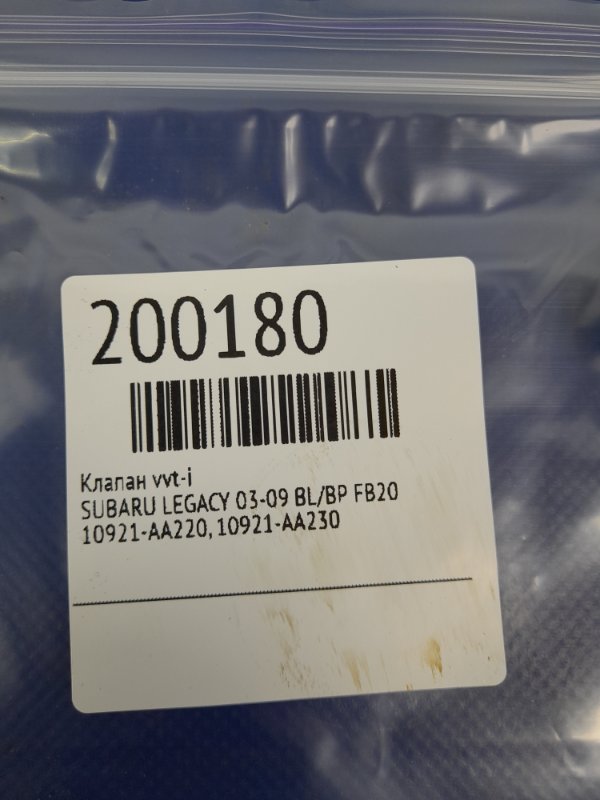 200180
Клапан vvt-i
SUBARU LEGACY 03-09 BL/BP FB20
10921-AA220, 10921-AA230